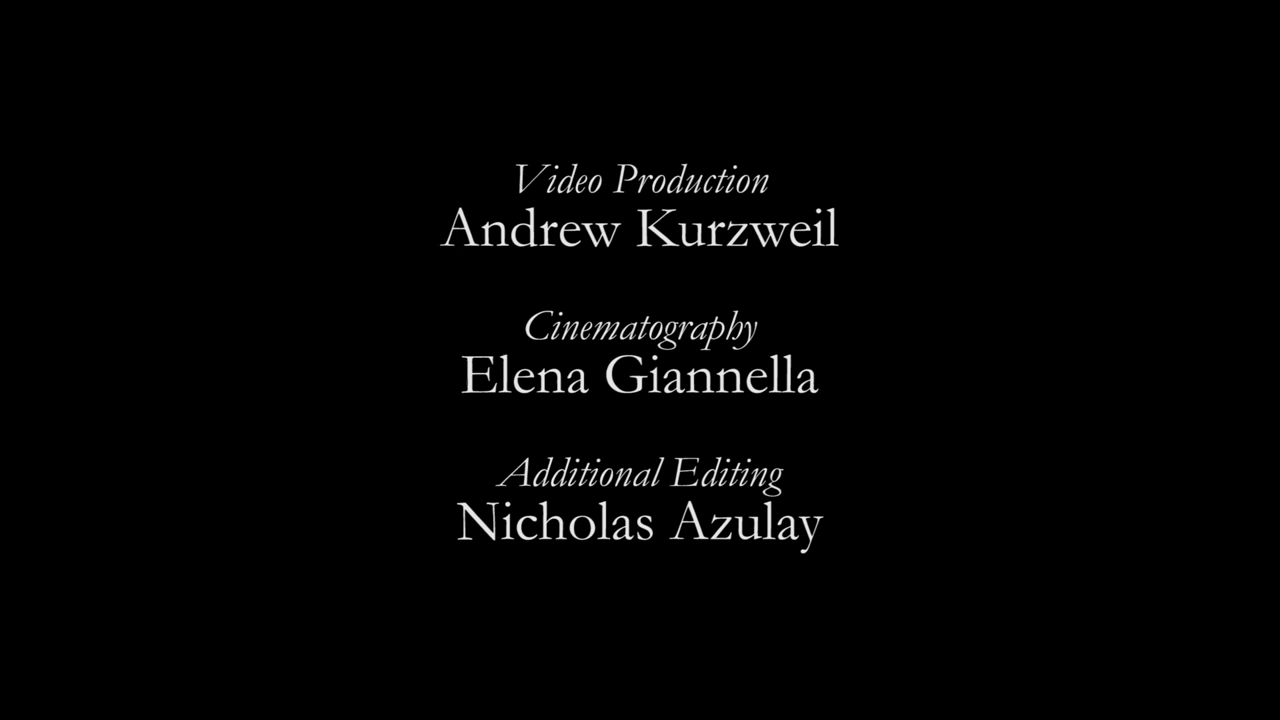 Video Production
Andrew Kurzweil
Cinematography
Elena Giannella
Additional Editing
Nicholas Azulay